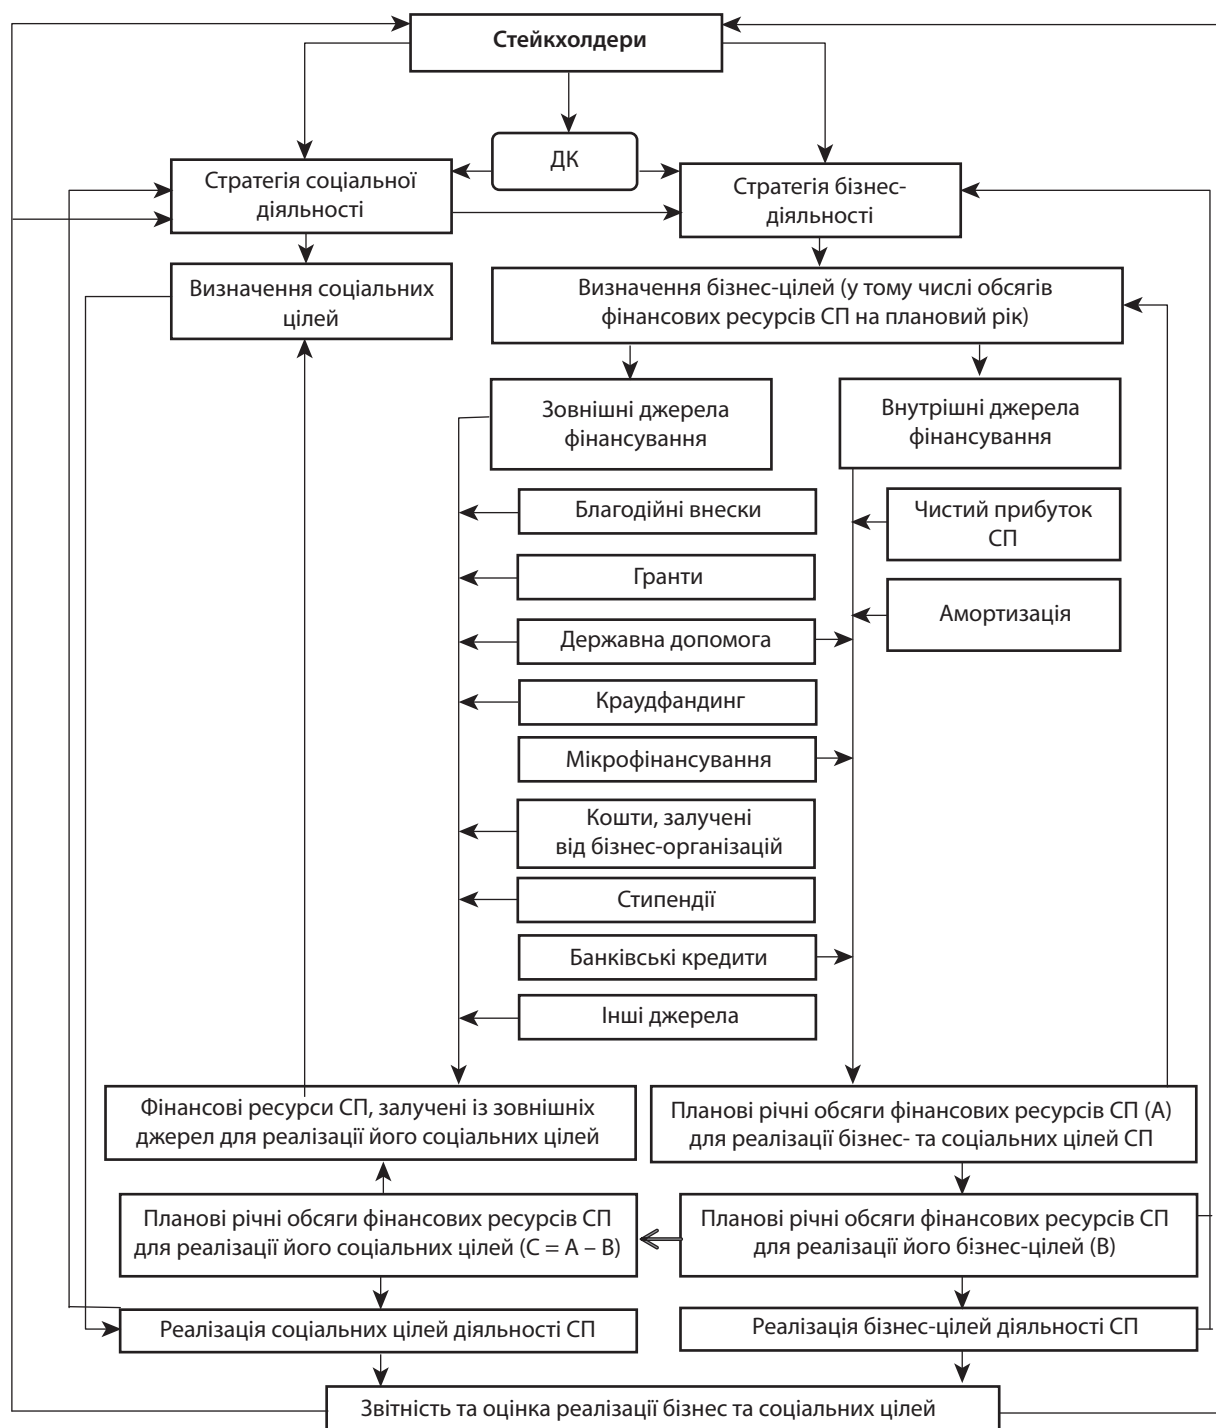 Стейкхолдери
ДК
Стратегія соціальної
діяльності
Стратегія бізнес-
діяльності
Визначення соціальних
цілей
Визначення бізнес-цілей (у тому числі обсягів
фінансових ресурсів СП на плановий рік)
Зовнішні джерела
фінансування
Внутрішні джерела
фінансування
Благодійні внески
Чистий прибуток
СП
Гранти
Амортизація
Державна допомога
Краудфандинг
Мікрофінансування
Кошти, залучені
від бізнес-організацій
Стипендії
Банківські кредити
Інші джерела
Фінансові ресурси СП, залучені із зовнішніх
джерел для реалізації його соціальних цілей
Планові річні обсяги фінансових ресурсів СП (А)
для реалізації бізнес- та соціальних цілей СП
Планові річні обсяги фінансових ресурсів СП
для реалізації його соціальних цілей (С = А – В)
Планові річні обсяги фінансових ресурсів СП
для реалізації його бізнес-цілей (В)
Реалізація соціальних цілей діяльності СП
Реалізація бізнес-цілей діяльності СП
Звітність та оцінка реалізації бізнес та соціальних цілей